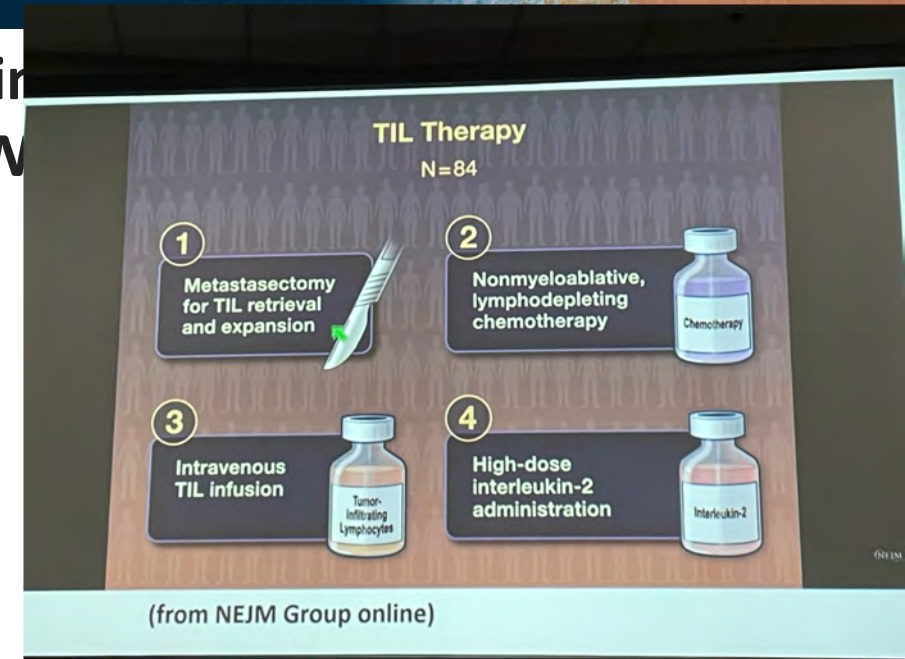 TIL Therapy
N=84
1
Metastasectomy
for TIL retrieval
and expansion
2
Nonmyeloablative,
lymphodepleting
chemotherapy
Chemotherapy
3
Intravenous
TIL infusion
Tumor-
Infiltrating
Lymphocytes
4
High-dose
interleukin-2
administration
Interleukin-2
NEJM
(from NEJM Group online)